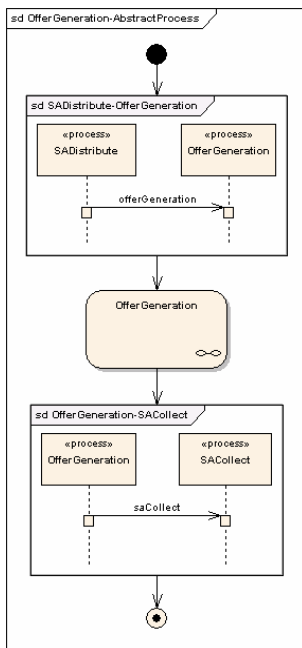 sd OfferGeneration-AbstractProcess
sd SADistribute-OfferGeneration
«process» «process»
SADistribute OfferGeneration
offerGeneration
OfferGeneration
sd OfferGeneration-SACollect
«process» «process»
OfferGeneration SACollect
saCollect